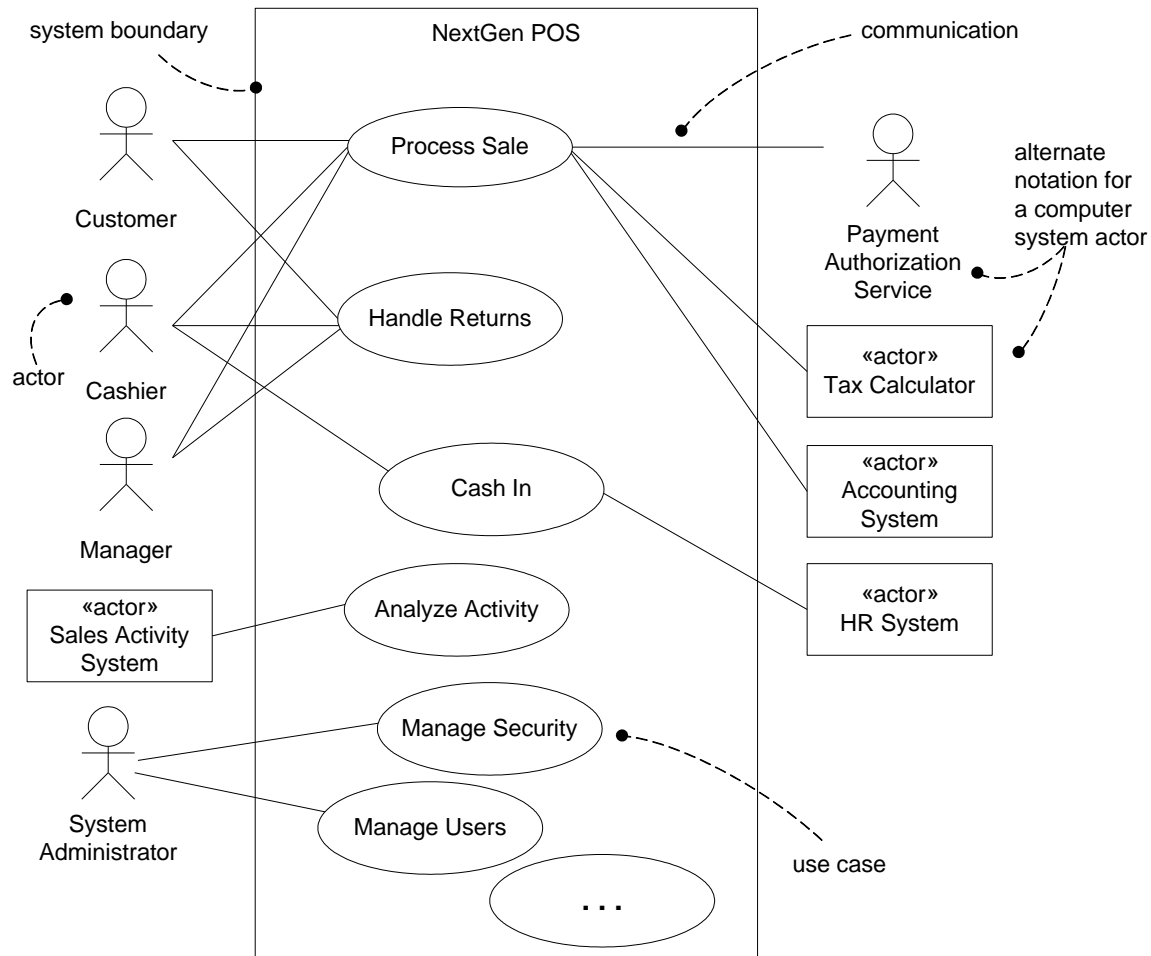 system boundary
NextGen POS
communication
Process Sale
alternate
notation for
a computer
system actor
Customer
Payment
Authorization
Service
Handle Returns
actor
Cashier
«actor»
Tax Calculator
Cash In
«actor»
Accounting
System
Manager
«actor»
Sales Activity
System
Analyze Activity
«actor»
HR System
Manage Security
System
Administrator
Manage Users
use case
. . .